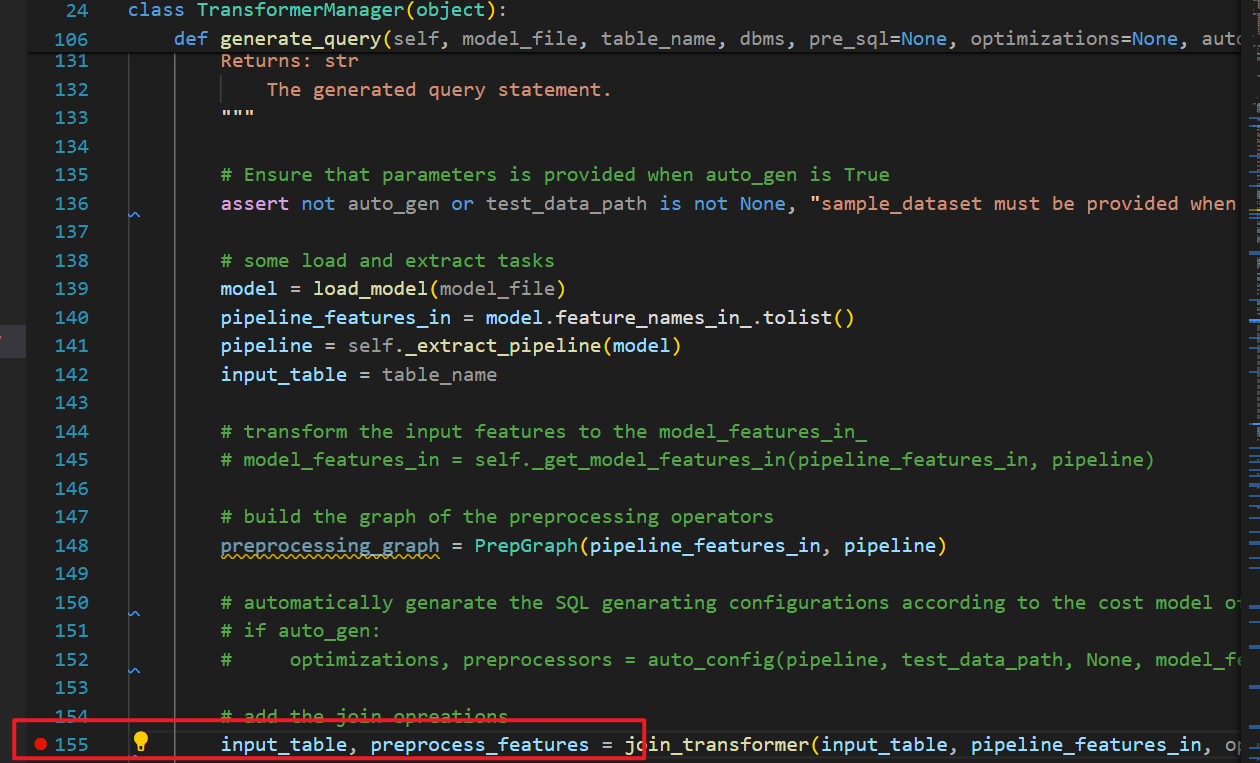 24 class TransformerManager(object):
106 def generate_query(self, model_file, table_name, dbms, pre_sql=None, optimizations=None,
131 Returns: str
132 The generated query statement.
133 """
134
135 # Ensure that parameters is provided when auto_gen is True
136 assert not auto_gen or test_data_path is not None, "sample_dataset must be provided when
137
138 # some load and extract tasks
139 model = load_model(model_file)
140 pipeline_features_in = model.feature_names_in_.tolist()
141 pipeline = self._extract_pipeline(model)
142 input_table = table_name
143
144 # transform the input features to the model_features_in_
145 # model_features_in = self._get_model_features_in(pipeline_features_in, pipeline)
146
147 # build the graph of the preprocessing operators
148 preprocessing_graph = PrepGraph(pipeline_features_in, pipeline)
149
150 # automatically genarate the SQL genarating configurations according to the cost model
151 # if auto_gen:
152 # optimizations, preprocessors = auto_config(pipeline, test_data_path, None,
153
154 # add the join opreations
155 input_table, preprocess_features = join_transformer(input_table, pipeline_features_in,